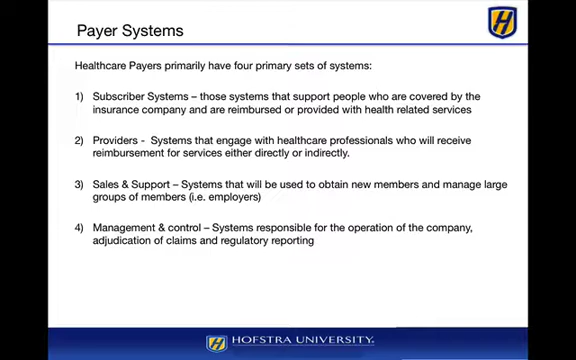 Payer Systems
Healthcare Payers primarily have four primary sets of systems:
1) Subscriber Systems – those systems that support people who are covered by the
insurance company and are reimbursed or provided with health related services
2) Providers - Systems that engage with healthcare professionals who will receive
reimbursement for services either directly or indirectly.
3) Sales & Support – Systems that will be used to obtain new members and manage large
groups of members (i.e. employers)
4) Management & control – Systems responsible for the operation of the company,
adjudication of claims and regulatory reporting
HOFSTRA UNIVERSITY